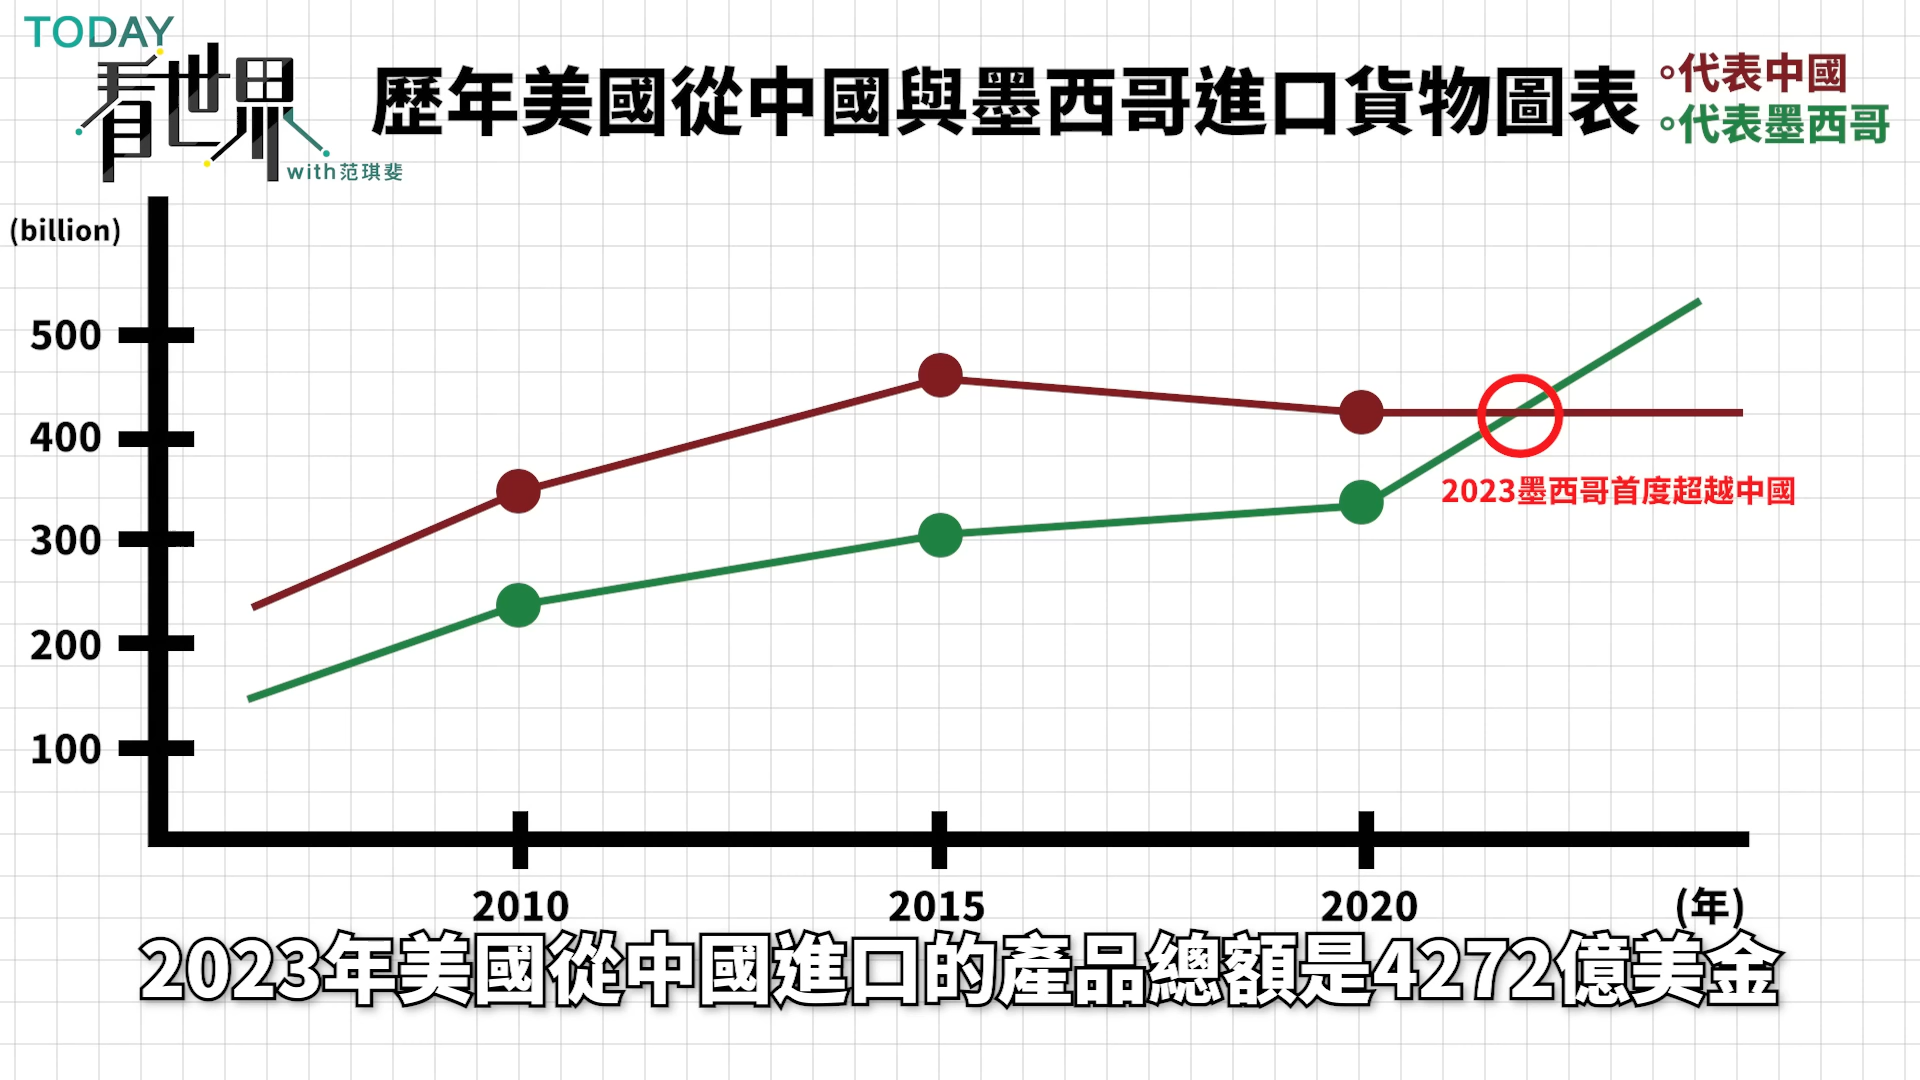 TODAY
看世界
with范琪斐
歷年美國從中國與墨西哥進口貨物圖表
代表中國
代表墨西哥
(billion)
500
400
300
200
100
2023墨西哥首度超越中國
2010
2015
2020
(年)
2023年美國從中國進口的產品總額是4272億美金